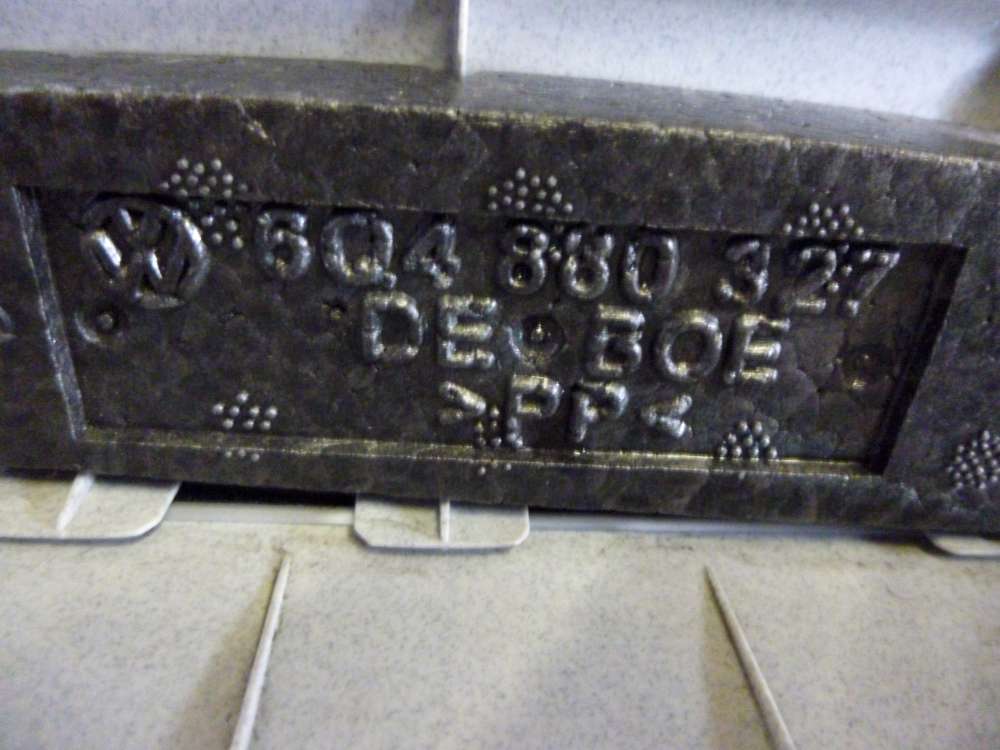 6Q4 880 327
DE BOE
>PP<